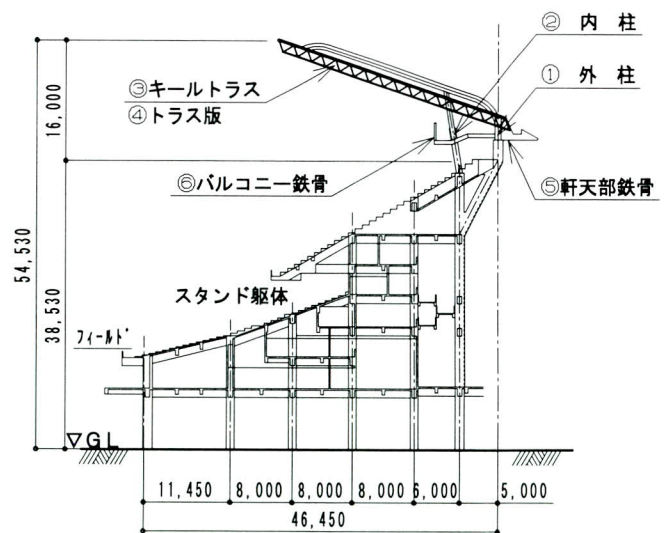 ② 内 柱
① 外 柱
③キールトラス
④トラス版
⑥バルコニー鉄骨
⑤軒天部鉄骨
16,000
54,530
38,530
スタンド躯体
フィールド
▽GL
11,450
8,000
8,000
8,000
6,000
5,000
46,450